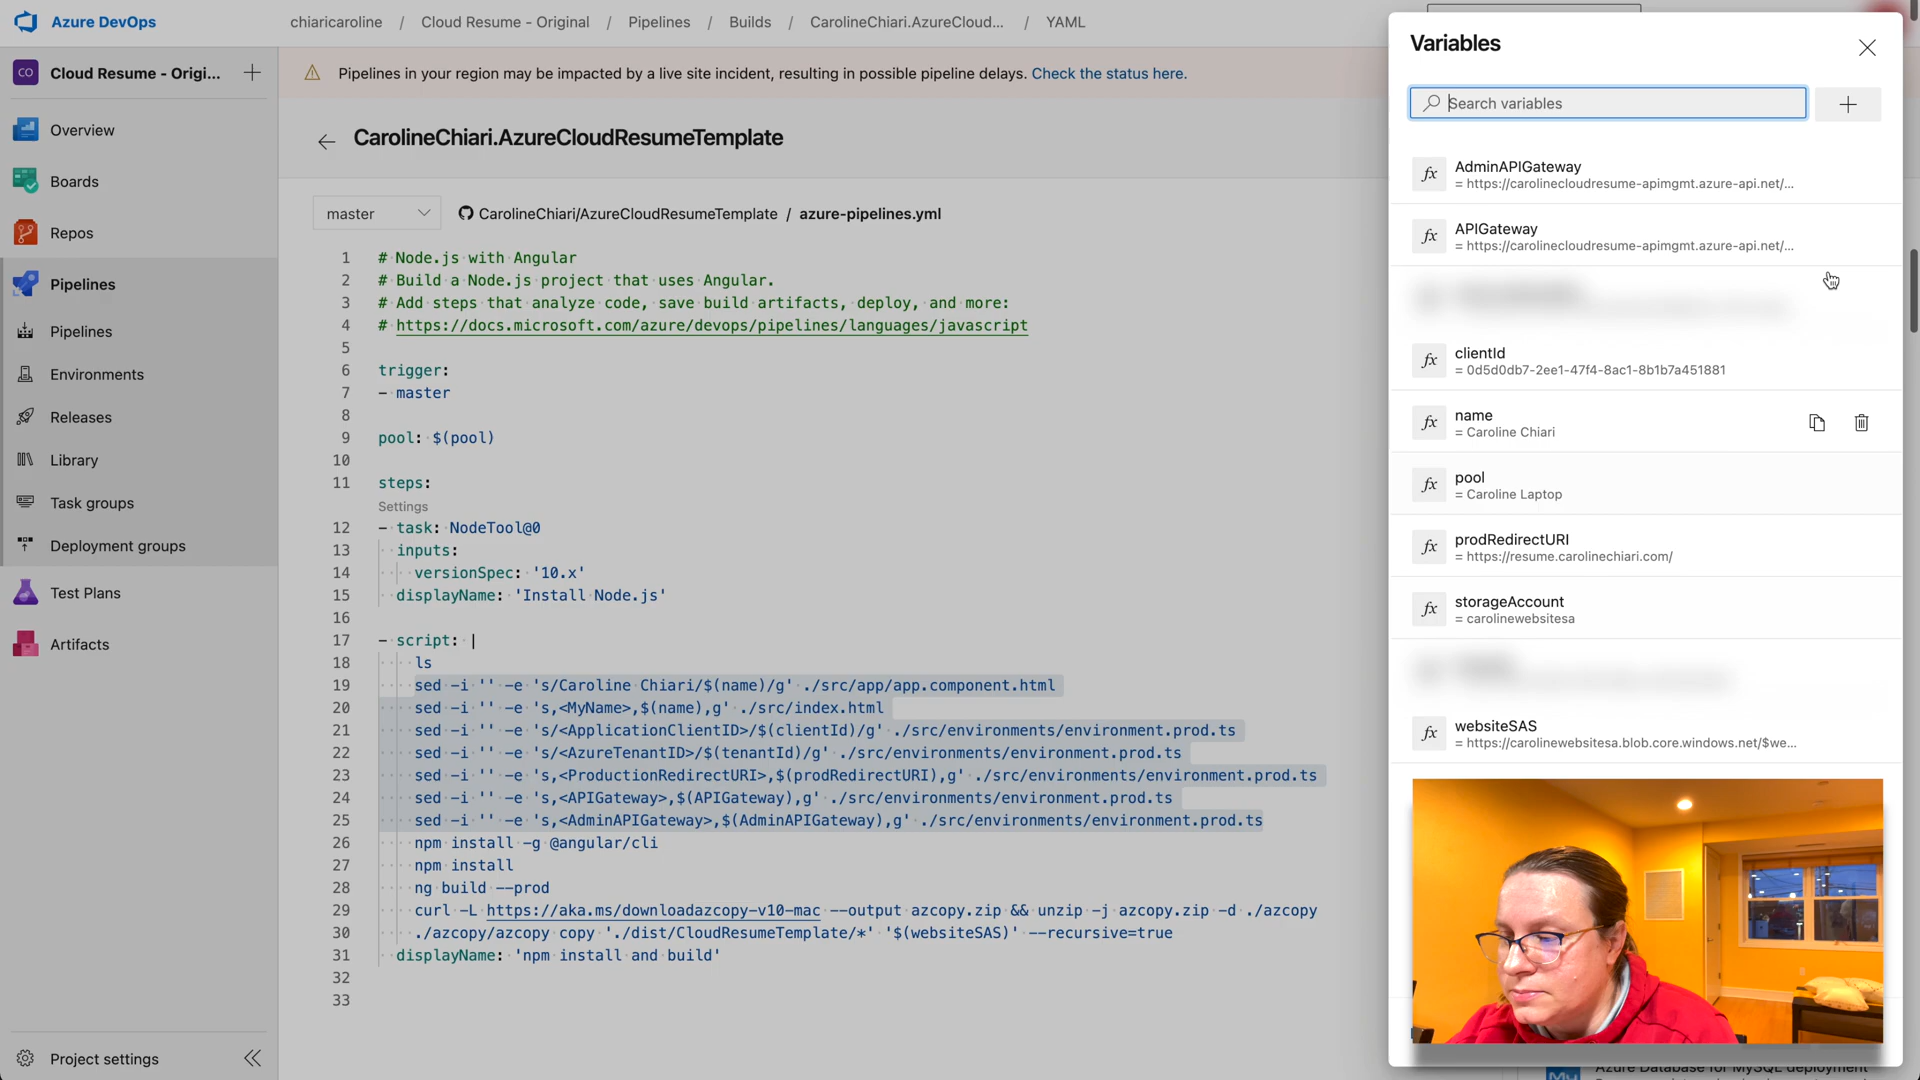 Azure DevOps
chiaricaroline / Cloud Resume - Original / Pipelines / Builds / CarolineChiari.AzureCloud... / YAML
CO Cloud Resume - Origi...
Overview
Boards
Repos
Pipelines
Pipelines
Environments
Releases
Library
Task groups
Deployment groups
Test Plans
Artifacts
Project settings
Pipelines in your region may be impacted by a live site incident, resulting in possible pipeline delays. Check the status here.
CarolineChiari.AzureCloudResumeTemplate
master
CarolineChiari/AzureCloudResumeTemplate / azure-pipelines.yml
1 # Node.js with Angular
2 # Build a Node.js project that uses Angular.
3 # Add steps that analyze code, save build artifacts, deploy, and more:
4 # https://docs.microsoft.com/azure/devops/pipelines/languages/javascript
5
6 trigger:
7 - master
8
9 pool: $(pool)
10
11 steps:
Settings
12 - task: NodeTool@0
13 inputs:
14 versionSpec: '10.x'
15 displayName: 'Install Node.js'
16
17 - script: |
18 ls
19 sed -i '' -e 's/Caroline Chiari/$(name)/g' ./src/app/app.component.html
20 sed -i '' -e 's,<MyName>,$(name),g' ./src/index.html
21 sed -i '' -e 's/<ApplicationClientID>/$(clientId)/g' ./src/environments/environment.prod.ts
22 sed -i '' -e 's/<AzureTenantID>/$(tenantId)/g' ./src/environments/environment.prod.ts
23 sed -i '' -e 's,<ProductionRedirectURI>,$(prodRedirectURI),g' ./src/environments/environment.prod.ts
24 sed -i '' -e 's,<APIGateway>,$(APIGateway),g' ./src/environments/environment.prod.ts
25 sed -i '' -e 's,<AdminAPIGateway>,$(AdminAPIGateway),g' ./src/environments/environment.prod.ts
26 npm install -g @angular/cli
27 npm install
28 ng build --prod
29 curl -L https://aka.ms/downloadazcopy-v10-mac --output azcopy.zip && unzip -j azcopy.zip -d ./azcopy
30 ./azcopy/azcopy copy './dist/CloudResumeTemplate/*' '$(websiteSAS)' --recursive=true
31 displayName: 'npm install and build'
32
33
Variables
Search variables
fx AdminAPIGateway
= https://carolinecloudresume-apimgmt.azure-api.net/...
fx APIGateway
= https://carolinecloudresume-apimgmt.azure-api.net/...
fx clientId
= 0d5d0db7-2ee1-47f4-8ac1-8b1b7a451881
fx name
= Caroline Chiari
fx pool
= Caroline Laptop
fx prodRedirectURI
= https://resume.carolinechiari.com/
fx storageAccount
= carolinewebsitesa
fx websiteSAS
= https://carolinewebsitesa.blob.core.windows.net/$we...
My Azure Database for MySQL deployment